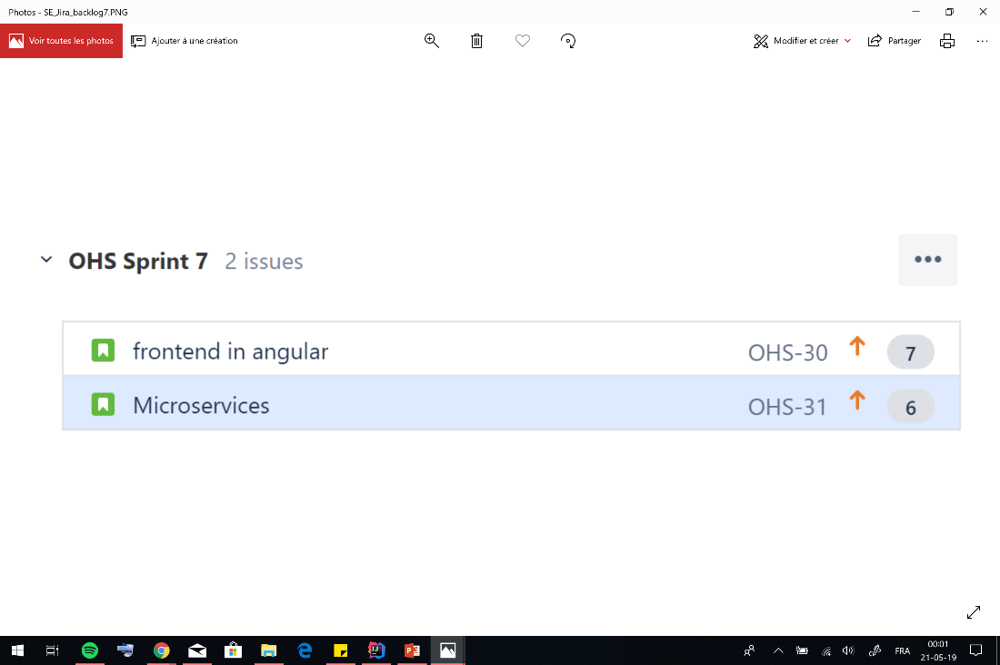 Photos - SE_Jira_backlog7.PNG
Voir toutes les photos
Ajouter à une création
Modifier et créer
Partager
OHS Sprint 7 2 issues
frontend in angular OHS-30 7
Microservices OHS-31 6
FRA
00:01
21-05-19